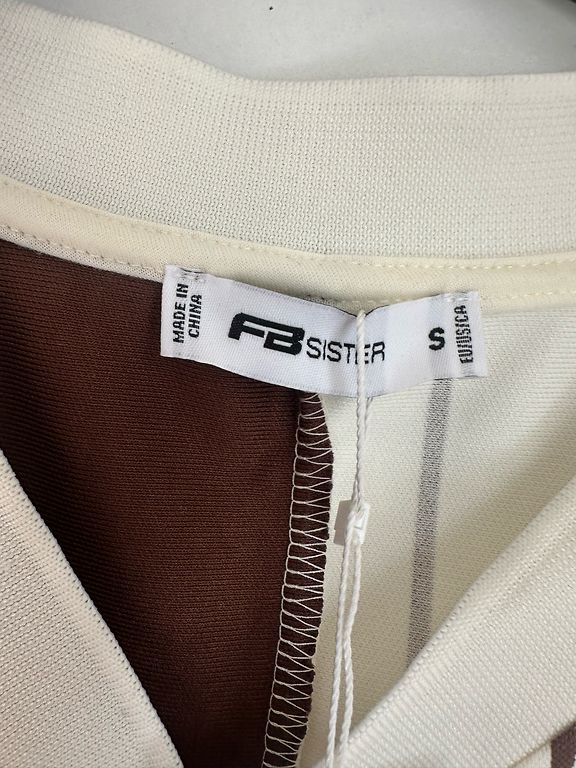 MADE IN
CHINA
FB SISTER
S
EU/US/CA